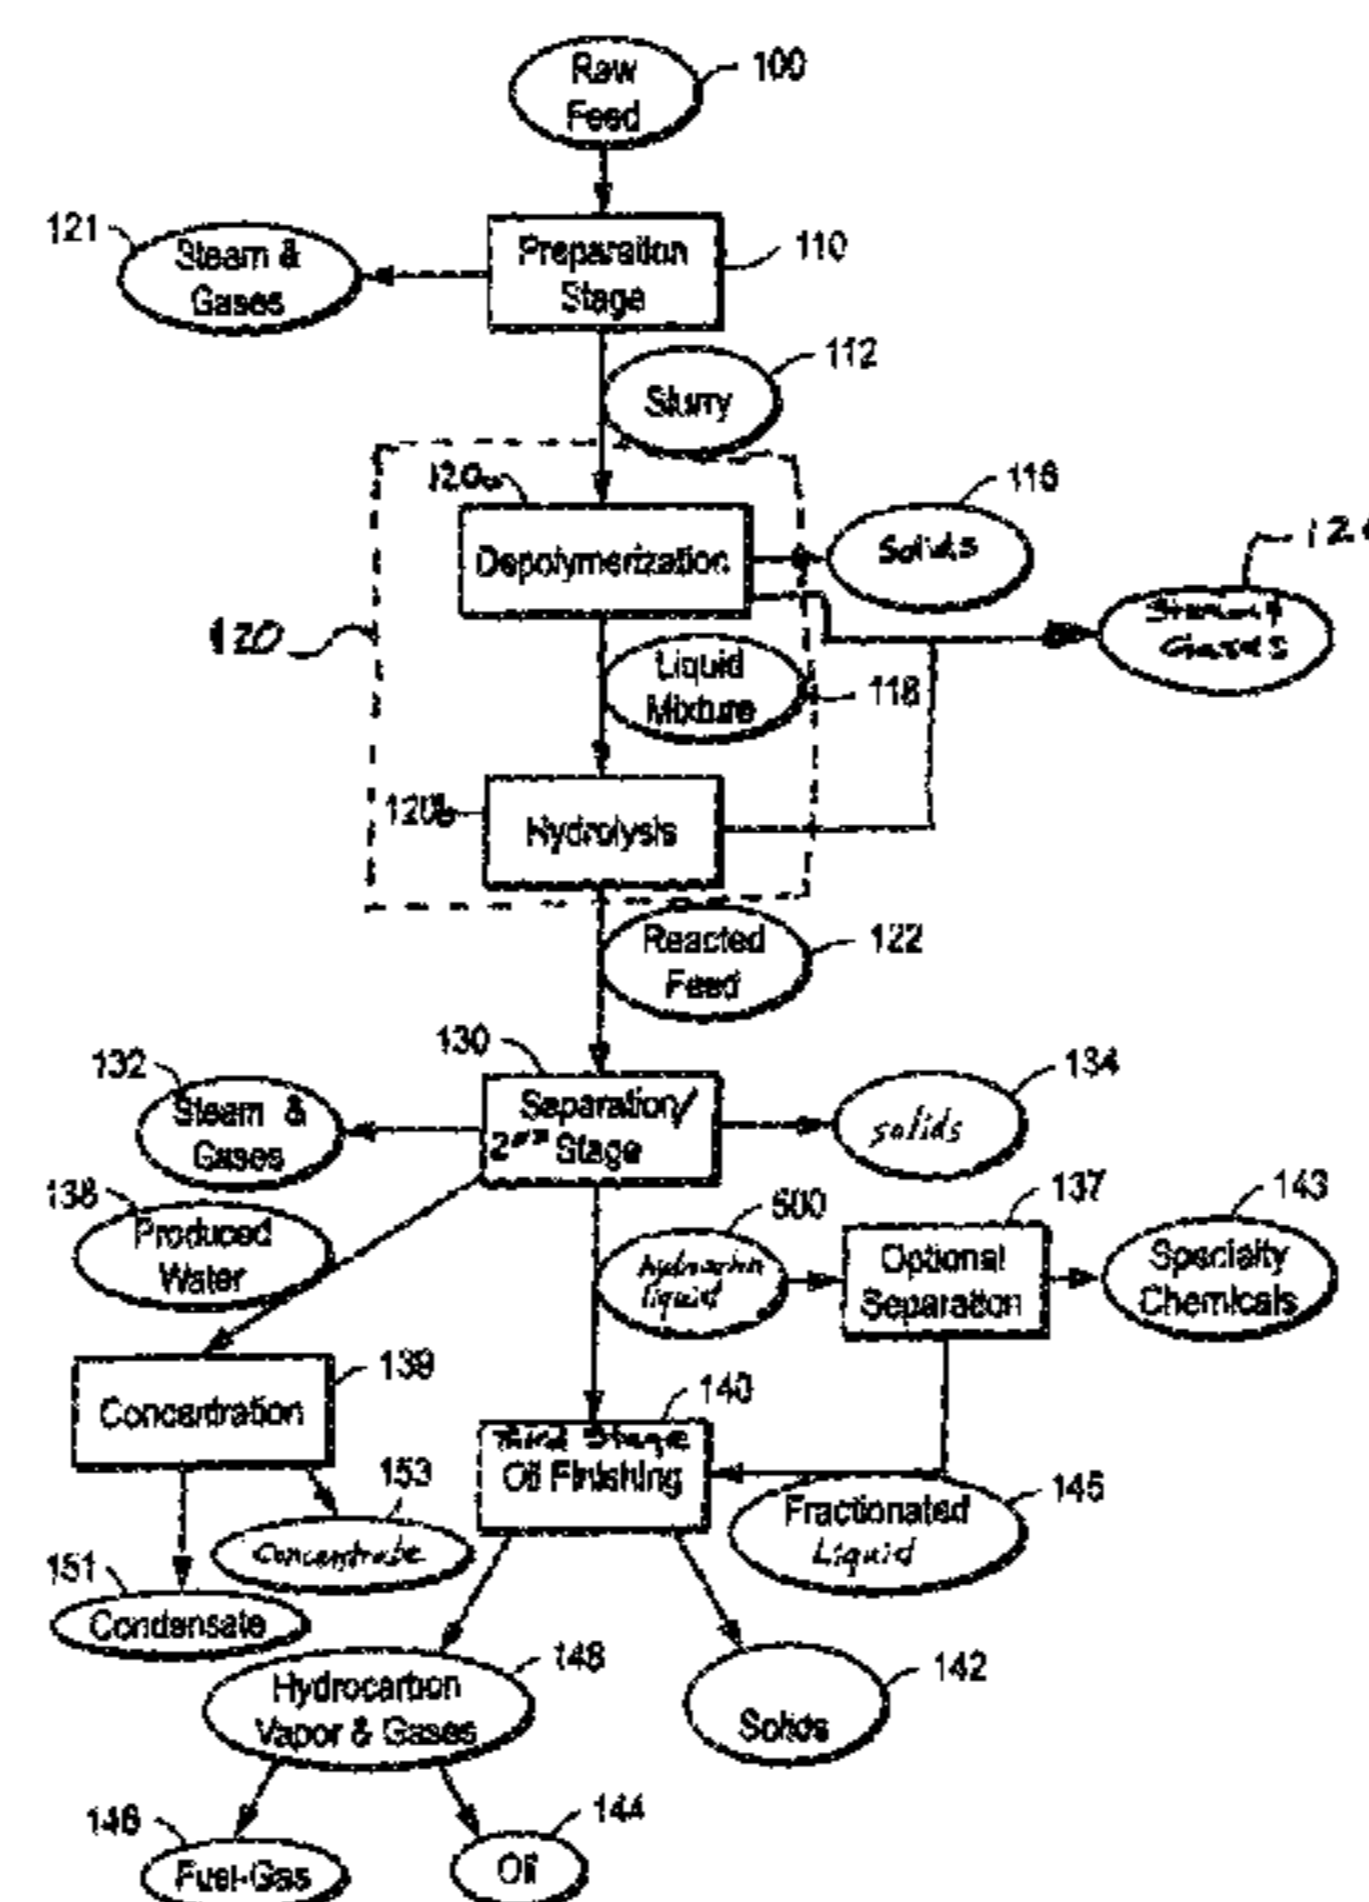 Raw
Feed
100
121
Steam &
Gases
Preparation
Stage
110
112
Slurry
120a
116
Solids
Depolymerization
120
Liquid
Mixture
118
120b
Hydrolysis
Reacted
Feed
122
130
132
134
Steam &
Gases
Separation/
2nd Stage
solids
138
Produced
Water
500
liquid
137
Optional
Separation
143
Specialty
Chemicals
139
Concentration
140
Stage
Oil Finishing
153
Concentrate
145
Fractionated
Liquid
151
Condensate
148
Hydrocarbon
Vapor & Gases
142
Solids
146
Fuel-Gas
144
Oil